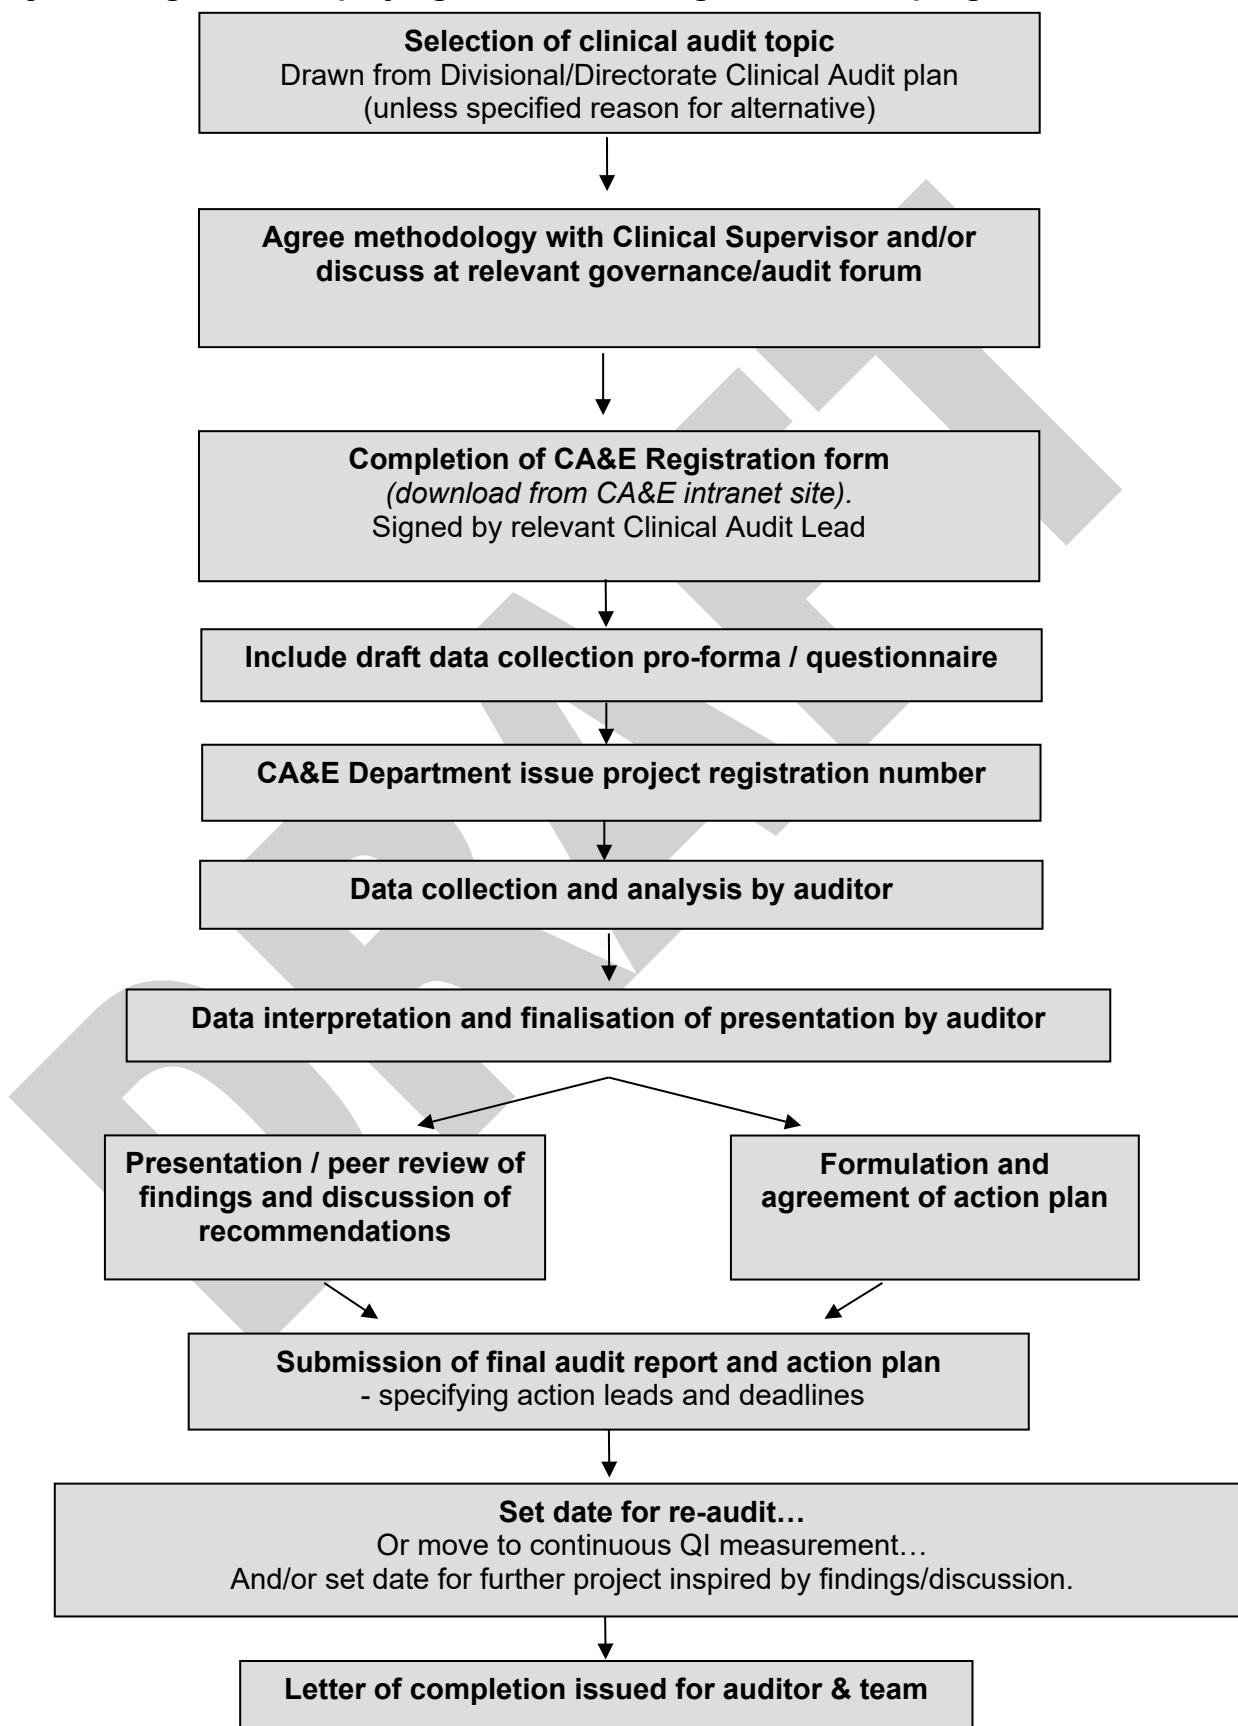 Selection of clinical audit topic
Drawn from Divisional/Directorate Clinical Audit plan
(unless specified reason for alternative)
Agree methodology with Clinical Supervisor and/or
discuss at relevant governance/audit forum
Completion of CA&E Registration form
(download from CA&E intranet site).
Signed by relevant Clinical Audit Lead
Include draft data collection pro-forma / questionnaire
CA&E Department issue project registration number
Data collection and analysis by auditor
Data interpretation and finalisation of presentation by auditor
Presentation / peer review of
findings and discussion of
recommendations
Formulation and
agreement of action plan
Submission of final audit report and action plan
- specifying action leads and deadlines
Set date for re-audit…
Or move to continuous QI measurement…
And/or set date for further project inspired by findings/discussion.
Letter of completion issued for auditor & team
DRAFT